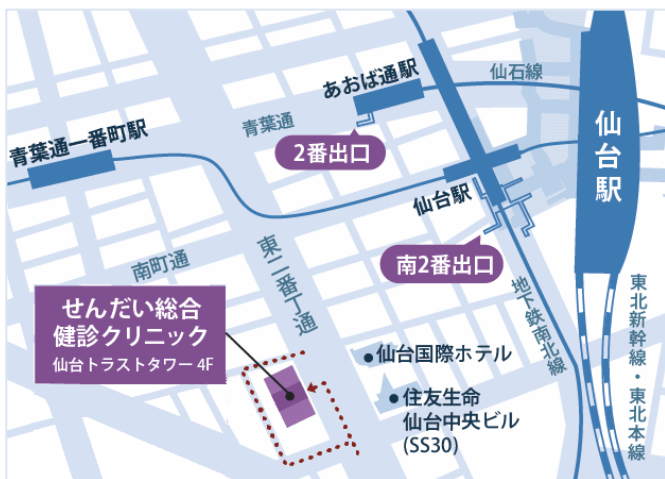 あおば通駅
仙石線
青葉通
青葉通一番町駅
2番出口
仙台駅
仙台駅
南2番出口
南町通
東二番丁通
地下鉄南北線
東北新幹線・東北本線
せんだい総合
健診クリニック
仙台トラストタワー 4F
仙台国際ホテル
住友生命
仙台中央ビル
(SS30)